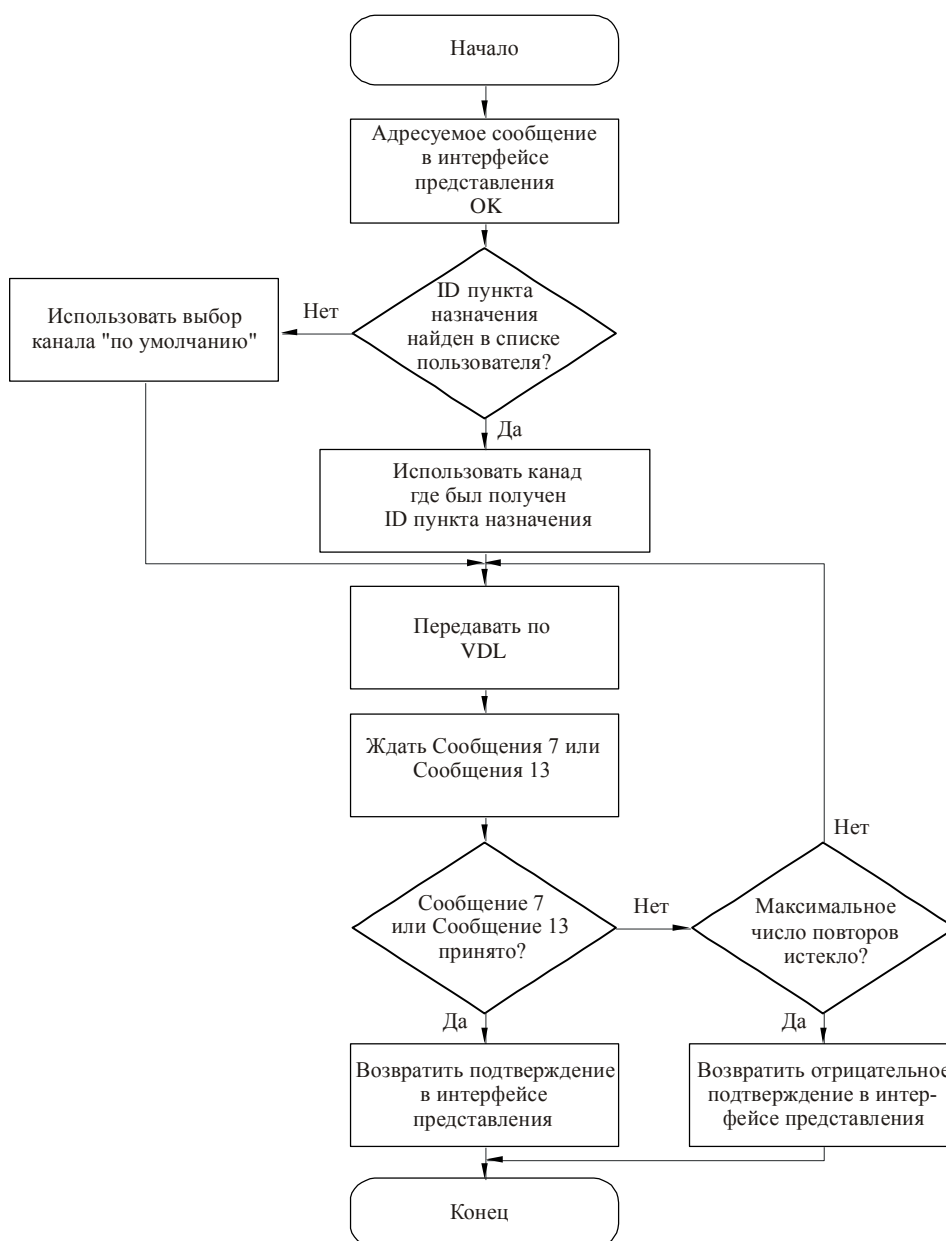 Начало
Адресуемое сообщение
в интерфейсе
представления
OK
ID пункта
назначения
найден в списке
пользователя?
Нет
Использовать выбор
канала "по умолчанию"
Да
Использовать канад
где был получен
ID пункта назначения
Передавать по
VDL
Ждать Сообщения 7 или
Сообщения 13
Сообщение 7
или Сообщение 13
принято?
Нет
Максимальное
число повторов
истекло?
Нет
Да
Да
Возвратить подтверждение
в интерфейсе
представления
Возвратить отрицательное
подтверждение в интер-
фейсе представления
Конец